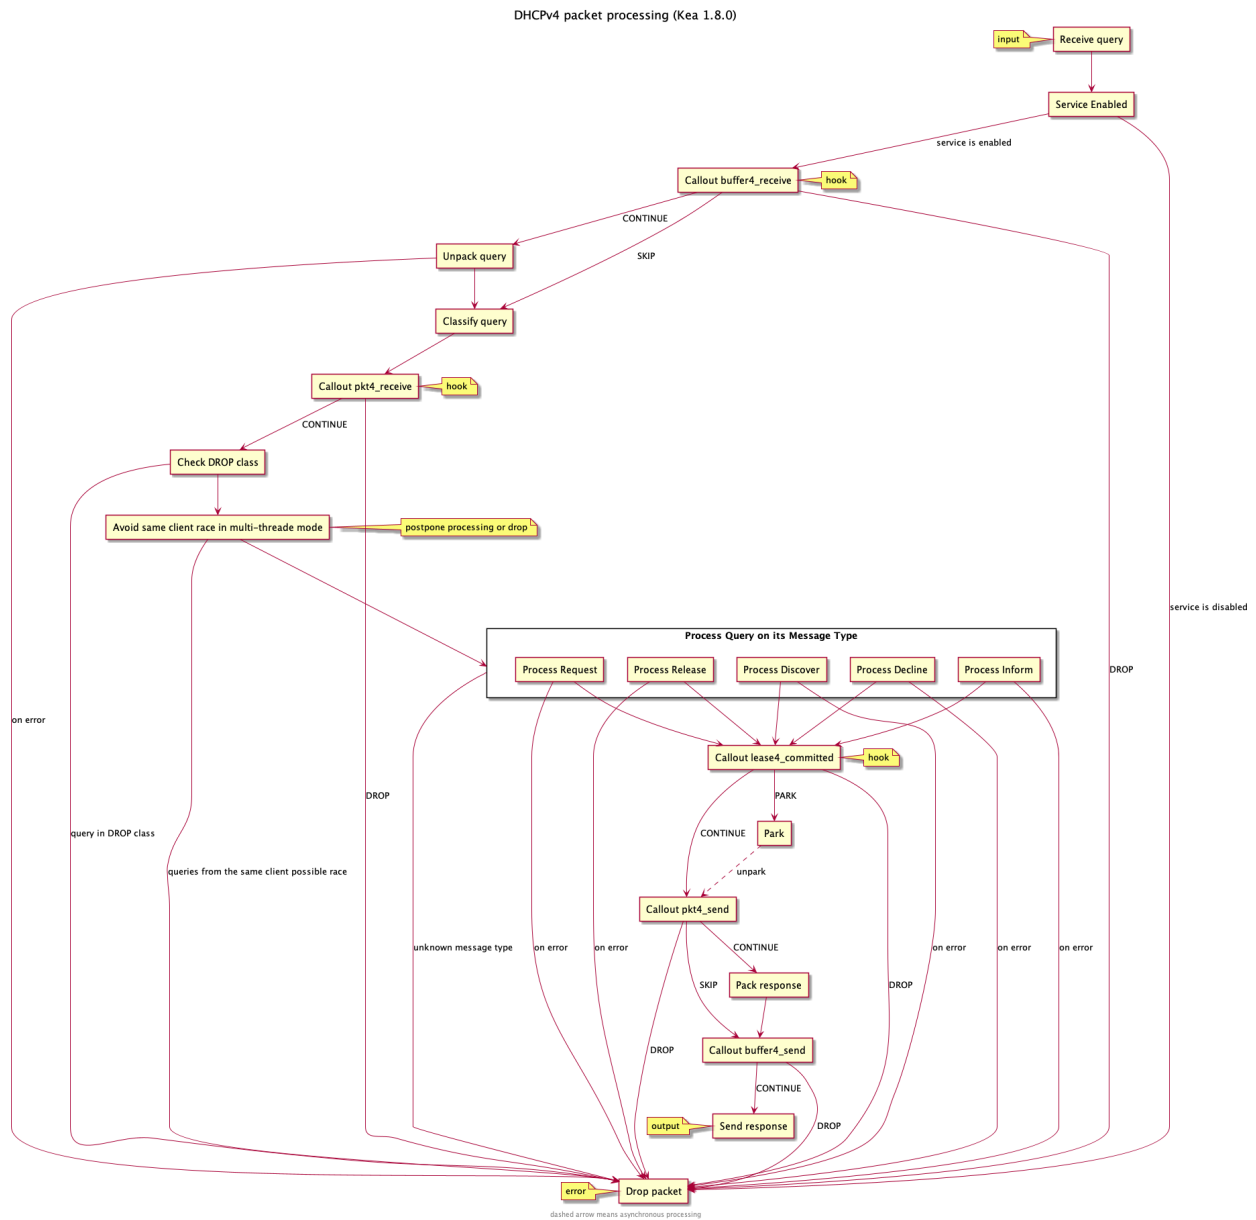 DHCPv4 packet processing (Kea 1.8.0)
input
Receive query
Service Enabled
service is enabled
Callout buffer4_receive
hook
CONTINUE
Unpack query
SKIP
Classify query
Callout pkt4_receive
hook
CONTINUE
Check DROP class
Avoid same client race in multi-threade mode
postpone processing or drop
service is disabled
Process Query on its Message Type
Process Request
Process Release
Process Discover
Process Decline
Process Inform
DROP
on error
Callout lease4_committed
hook
DROP
PARK
query in DROP class
CONTINUE
Park
queries from the same client possible race
unpark
Callout pkt4_send
unknown message type
on error
on error
CONTINUE
on error
on error
on error
SKIP
Pack response
DROP
DROP
Callout buffer4_send
CONTINUE
output
Send response
DROP
error
Drop packet
dashed arrow means asynchronous processing